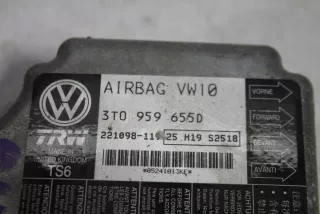 AIRBAG VW10
3T0 959 655D
221098-11. 25 H19 S2518
TRW
MADE IN
UNITED KINGDOM
TS6
*09241013KE*
VORNE
FORWARD
DEVANT
AVANTI